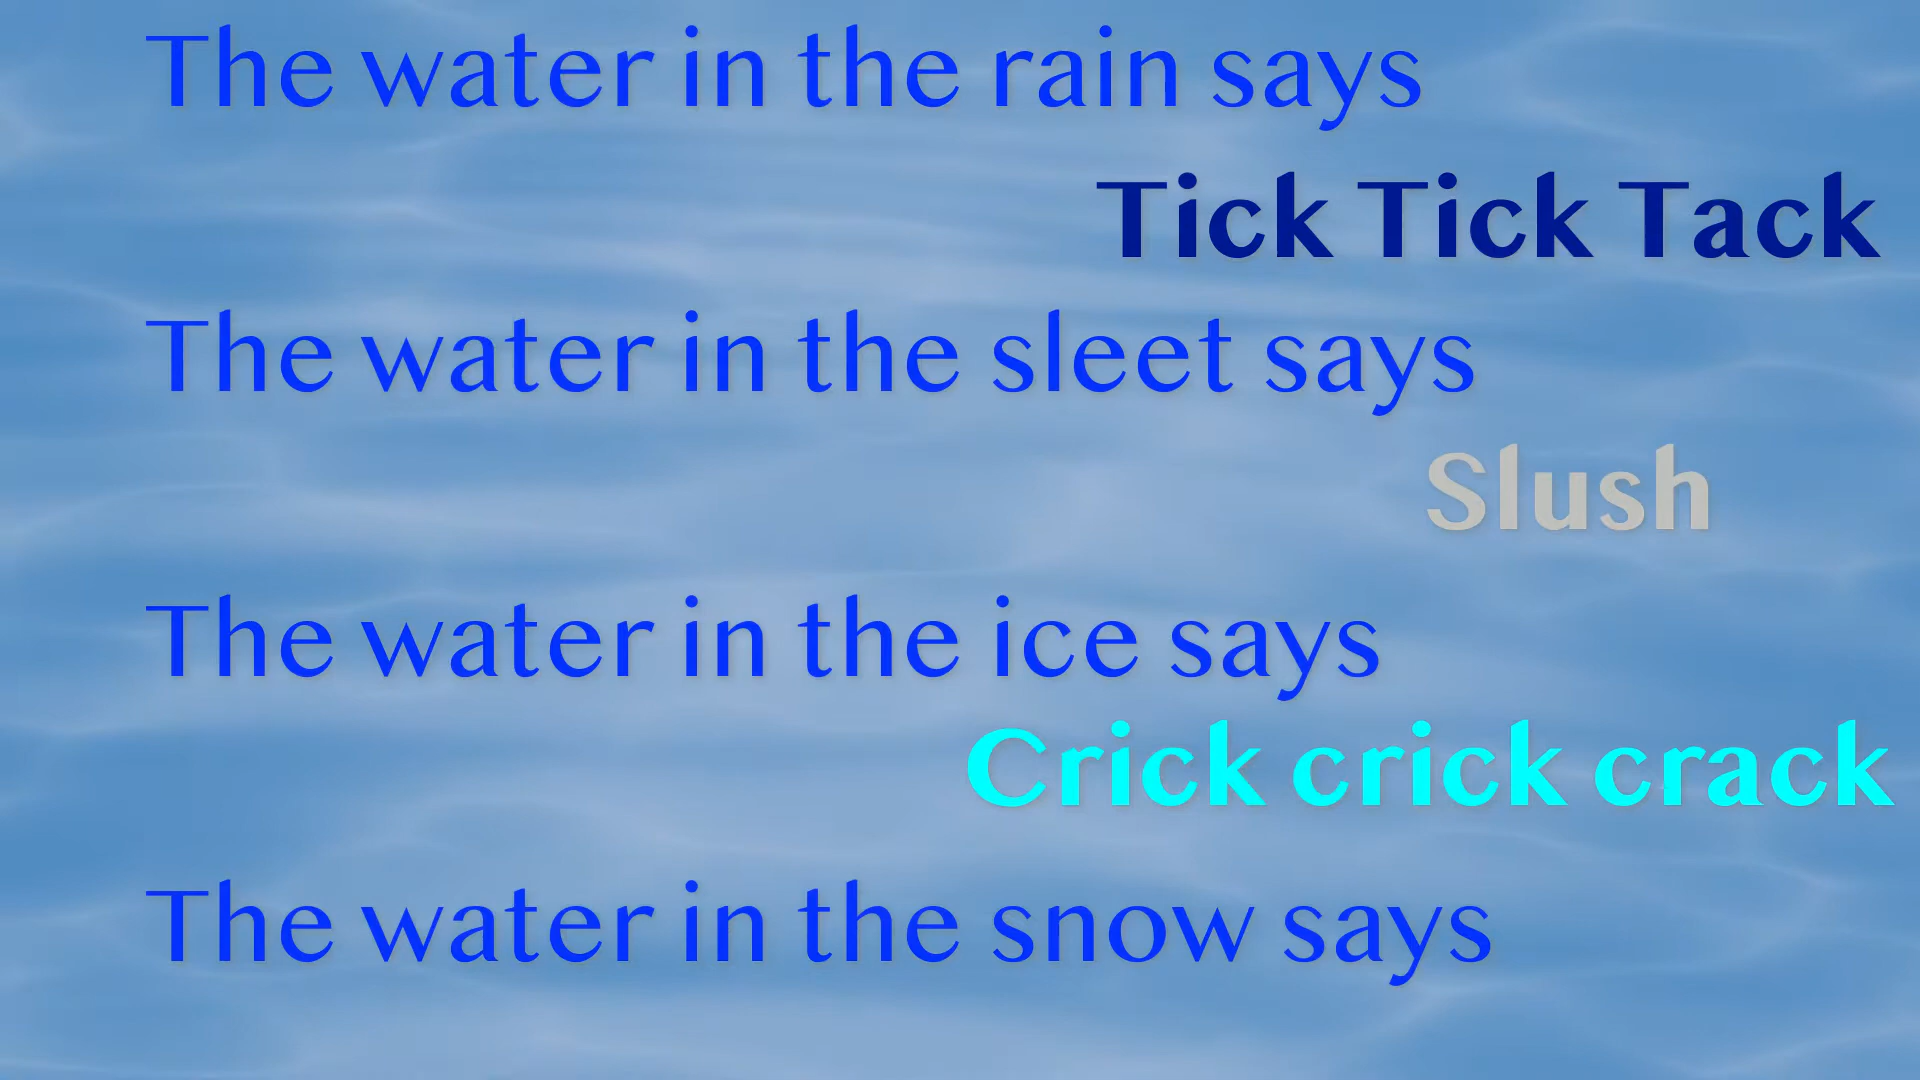 The water in the rain says
Tick Tick Tack
The water in the sleet says
Slush
The water in the ice says
Crick crick crack
The water in the snow says